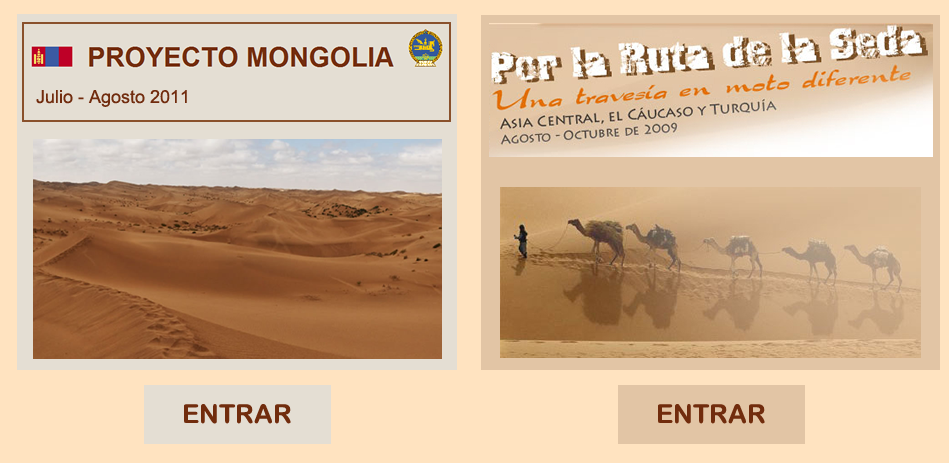 PROYECTO MONGOLIA
Julio - Agosto 2011
ENTRAR
Por la Ruta de la Seda
Una travesía en moto diferente
Asia Central, el Cáucaso y Turquía
Agosto - Octubre de 2009
ENTRAR